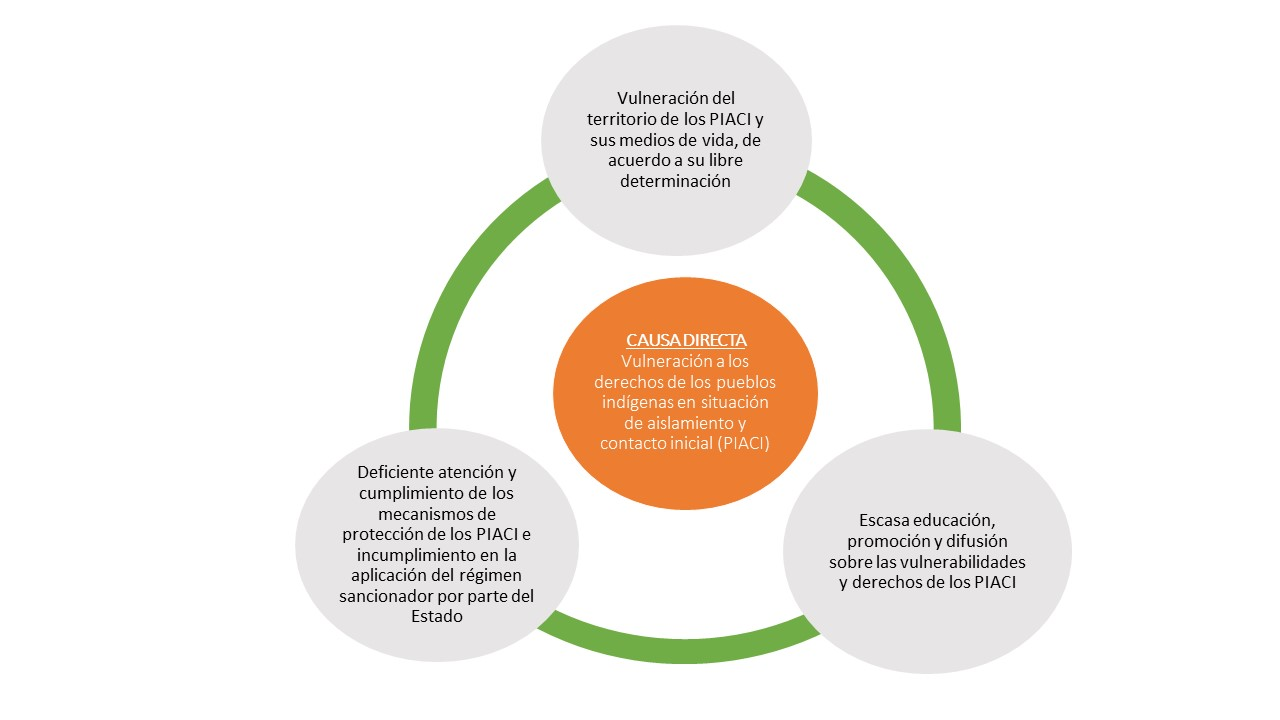 Vulneración del
territorio de los PIACI y
sus medios de vida, de
acuerdo a su libre
determinación
CAUSA DIRECTA
Vulneración a los
derechos de los pueblos
indígenas en situación
de aislamiento y
contacto inicial (PIACI)
Deficiente atención y
cumplimiento de los
mecanismos de
protección de los PIACI e
incumplimiento en la
aplicación del régimen
sancionador por parte del
Estado
Escasa educación,
promoción y difusión
sobre las vulnerabilidades
y derechos de los PIACI